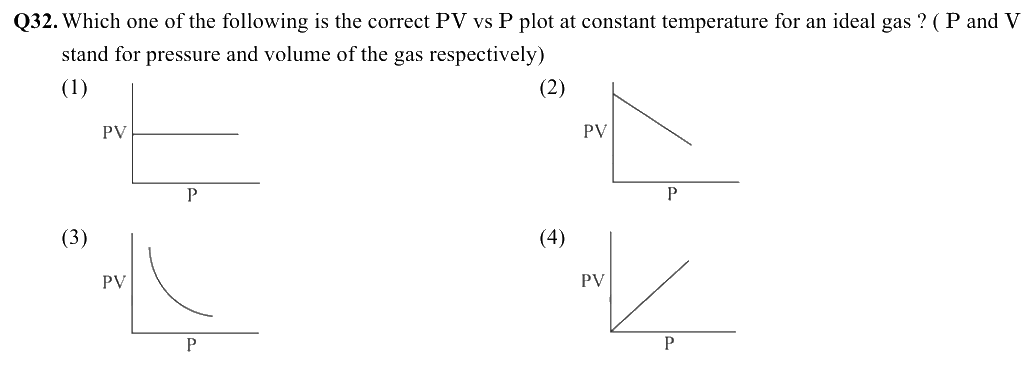 Q32. Which one of the following is the correct PV vs P plot at constant temperature for an ideal gas ? ( P and V
stand for pressure and volume of the gas respectively)
(1)
PV
P
(2)
PV
P
(3)
PV
P
(4)
PV
P